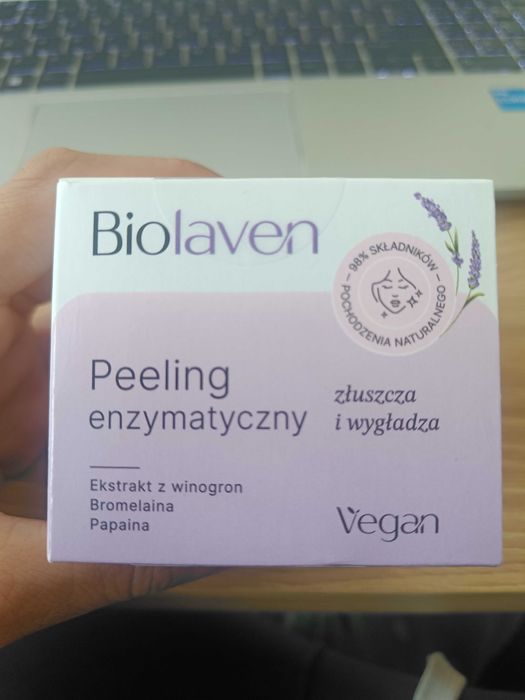 Biolaven
— 98% SKŁADNIKÓW —
POCHODZENIA NATURALNEGO
Peeling
enzymatyczny
złuszcza
i wygładza
Ekstrakt z winogron
Bromelaina
Papaina
Vegan